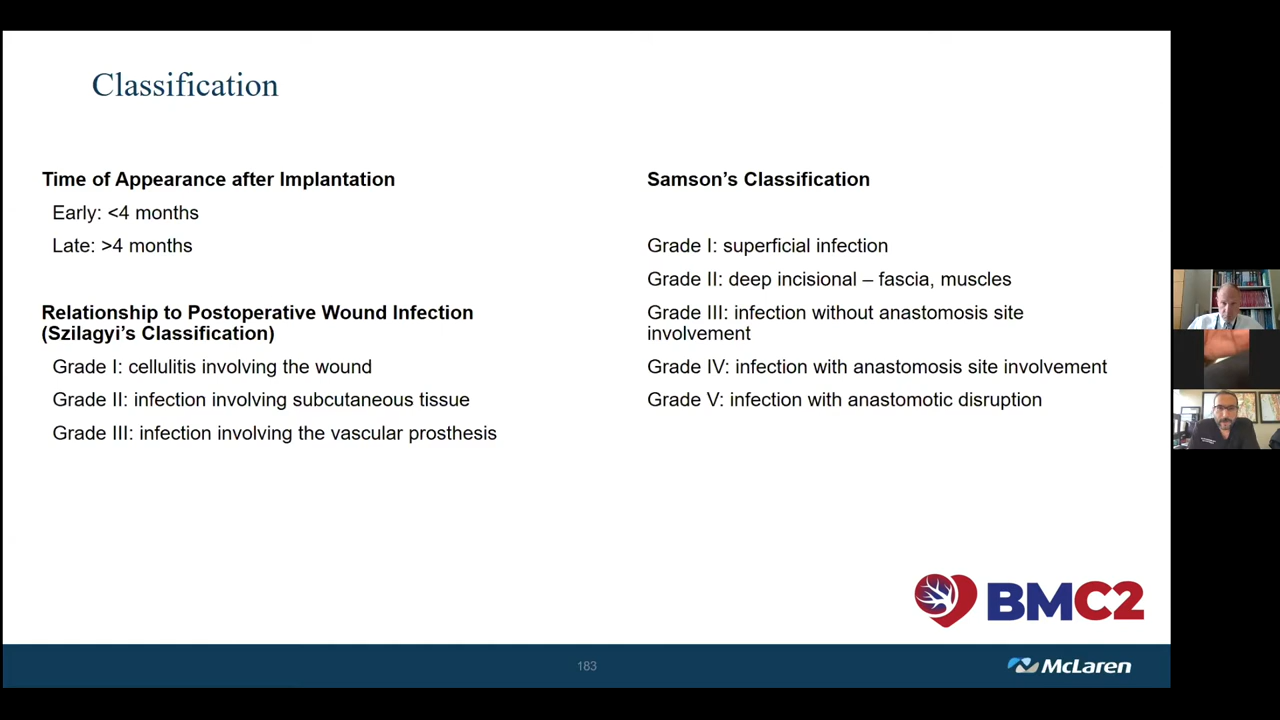 Classification
Time of Appearance after Implantation
Early: <4 months
Late: >4 months
Relationship to Postoperative Wound Infection
(Szilagyi's Classification)
Grade I: cellulitis involving the wound
Grade II: infection involving subcutaneous tissue
Grade III: infection involving the vascular prosthesis
Samson's Classification
Grade I: superficial infection
Grade II: deep incisional – fascia, muscles
Grade III: infection without anastomosis site
involvement
Grade IV: infection with anastomosis site involvement
Grade V: infection with anastomotic disruption
BMC2
183
McLaren